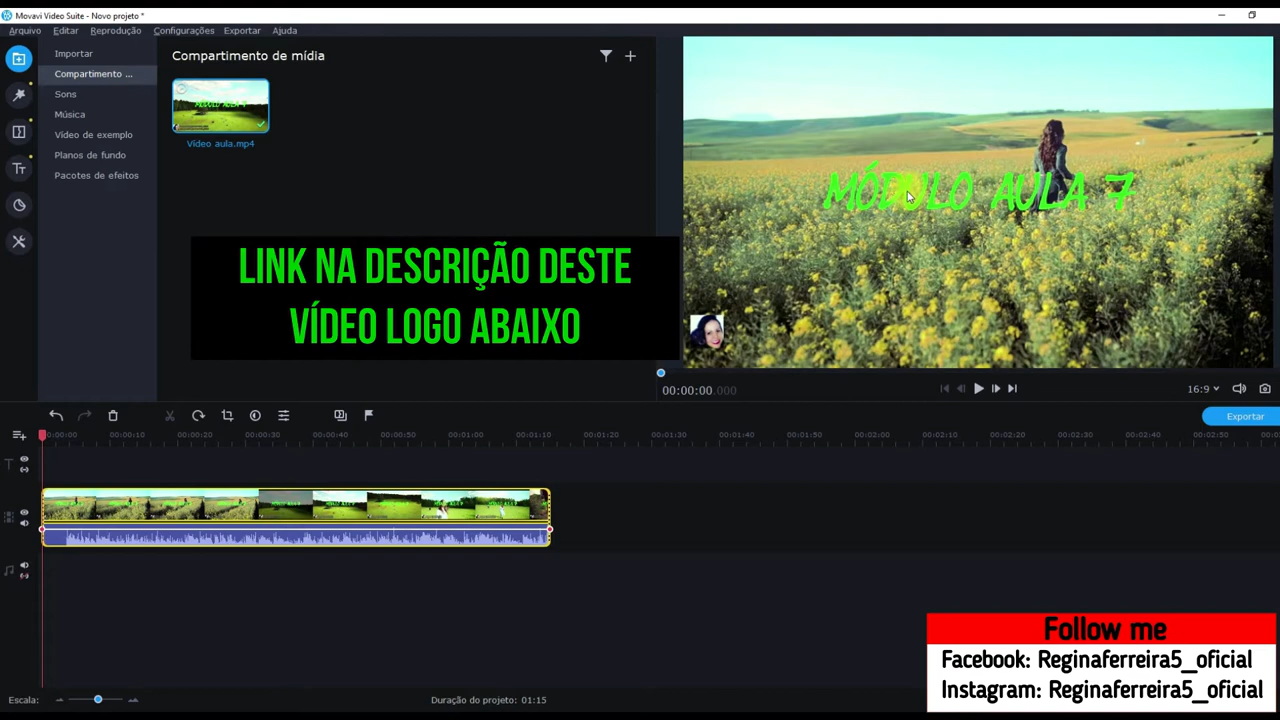 Movavi Video Suite - Novo projeto *
Arquivo Editar Reprodução Configurações Exportar Ajuda
Importar
Compartimento ...
Sons
Música
Vídeo de exemplo
Planos de fundo
Pacotes de efeitos
Compartimento de mídia
MÓDULO AULA 7
Vídeo aula.mp4
MÓDULO AULA 7
LINK NA DESCRIÇÃO DESTE
VÍDEO LOGO ABAIXO
00:00:00.000
16:9
Exportar
00:00:00 00:00:10 00:00:20 00:00:30 00:00:40 00:00:50 00:01:00 00:01:10 00:01:20 00:01:30 00:01:40 00:01:50 00:02:00 00:02:10 00:02:20 00:02:30 00:02:40 00:02:50
Follow me
Facebook: Reginaferreira5_oficial
Instagram: Reginaferreira5_oficial
Escala:
Duração do projeto: 01:15